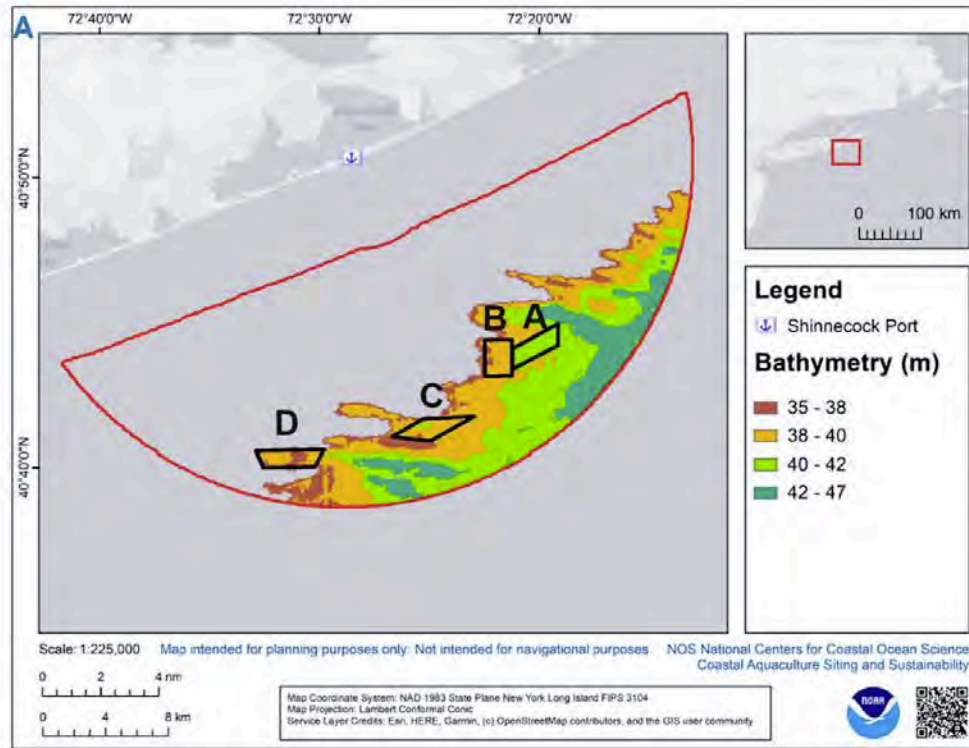 A
72°40'0"W 72°30'0"W 72°20'0"W
40°50'N
40°40'0"N
B A
C
D
0 100 km
Legend
Shinnecock Port
Bathymetry (m)
35 - 38
38 - 40
40 - 42
42 - 47
Scale: 1:225,000 Map intended for planning purposes only: Not intended for navigational purposes NOS National Centers for Coastal Ocean Science
Coastal Aquaculture Siting and Sustainability
0 2 4 nm
0 4 8 km
Map Coordinate System: NAD 1983 State Plane New York Long Island FIPS 3104
Map Projection: Lambert Conformal Conic
Service Layer Credits: Esri, HERE, Garmin, (c) OpenStreetMap contributors, and the GIS user community
NOAA